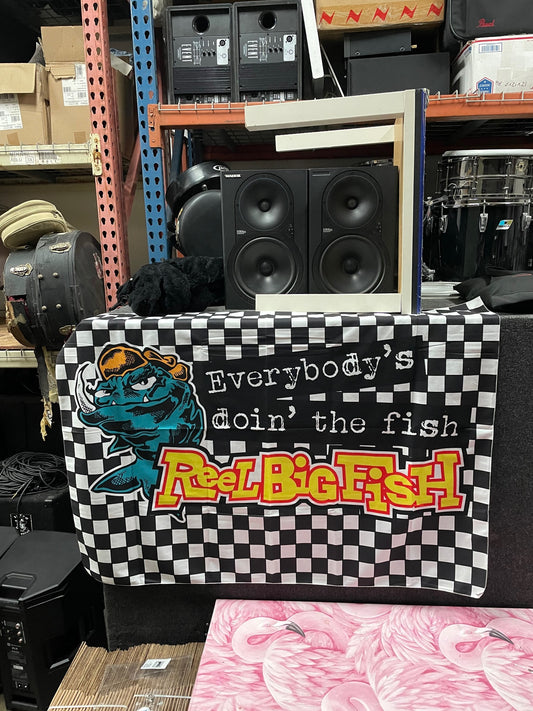 Everybody's
doin' the fish
REEL BIG FISH